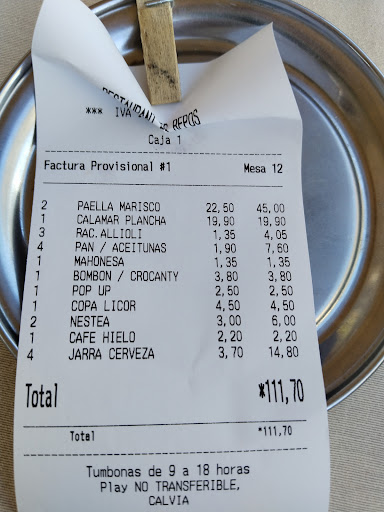 RESTAURANT ES REPOS
*** IVA
Caja 1
Factura Provisional #1 Mesa 12
2 PAELLA MARISCO 22,50 45,00
1 CALAMAR PLANCHA 19,90 19,90
3 RAC.ALLIOLI 1,35 4,05
4 PAN / ACEITUNAS 1,90 7,60
1 MAHONESA 1,35 1,35
1 BOMBON / CROCANTY 3,80 3,80
1 POP UP 2,50 2,50
1 COPA LICOR 4,50 4,50
2 NESTEA 3,00 6,00
1 CAFE HIELO 2,20 2,20
4 JARRA CERVEZA 3,70 14,80
Total *111,70
Total *111,70
Tumbonas de 9 a 18 horas
Play NO TRANSFERIBLE,
CALVIA